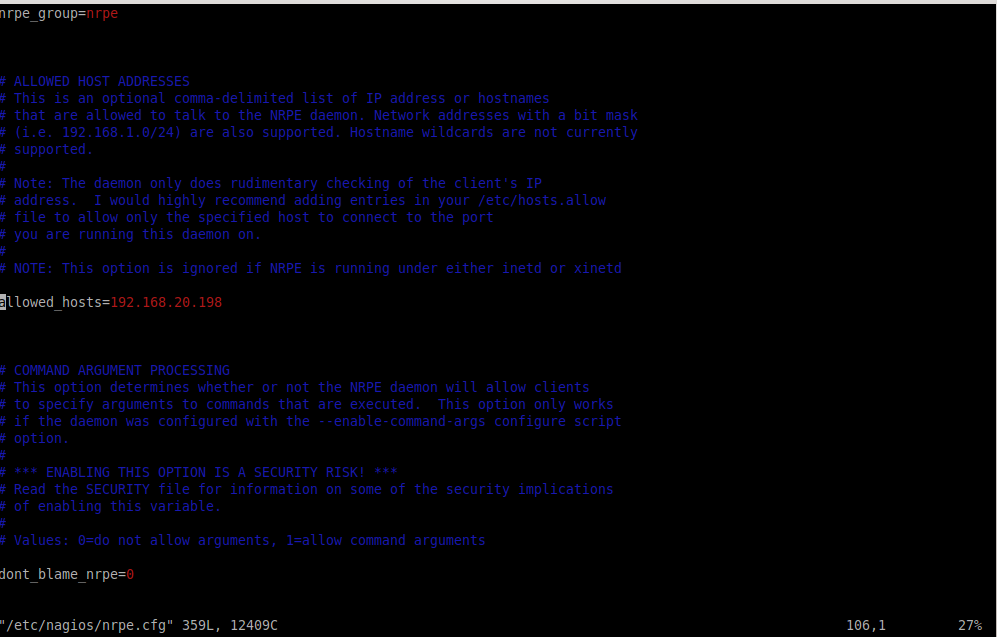 nrpe_group=nrpe
# ALLOWED HOST ADDRESSES
# This is an optional comma-delimited list of IP address or hostnames
# that are allowed to talk to the NRPE daemon. Network addresses with a bit mask
# (i.e. 192.168.1.0/24) are also supported. Hostname wildcards are not currently
# supported.
#
# Note: The daemon only does rudimentary checking of the client's IP
# address.  I would highly recommend adding entries in your /etc/hosts.allow
# file to allow only the specified host to connect to the port
# you are running this daemon on.
#
# NOTE: This option is ignored if NRPE is running under either inetd or xinetd
allowed_hosts=192.168.20.198
# COMMAND ARGUMENT PROCESSING
# This option determines whether or not the NRPE daemon will allow clients
# to specify arguments to commands that are executed.  This option only works
# if the daemon was configured with the --enable-command-args configure script
# option.
#
# *** ENABLING THIS OPTION IS A SECURITY RISK! ***
# Read the SECURITY file for information on some of the security implications
# of enabling this variable.
#
# Values: 0=do not allow arguments, 1=allow command arguments
dont_blame_nrpe=0
"/etc/nagios/nrpe.cfg" 359L, 12409C 106,1 27%